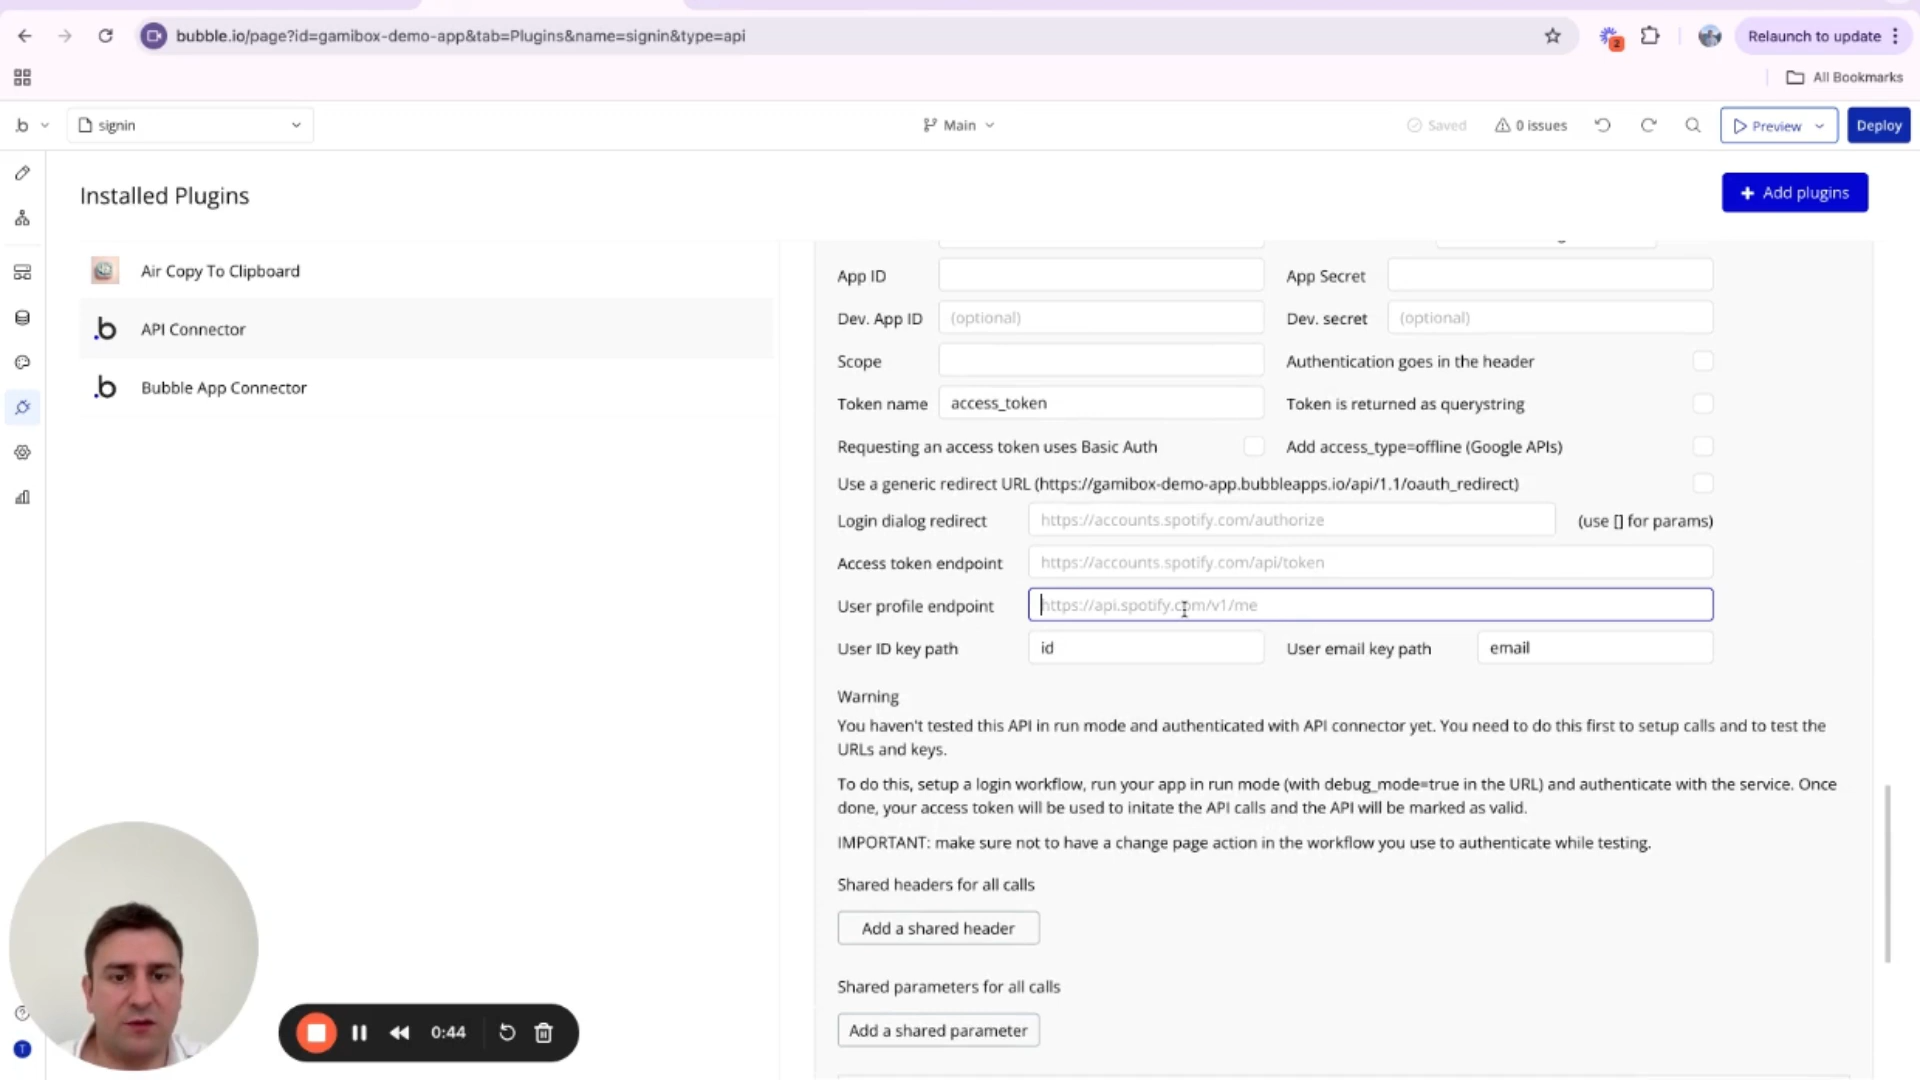 bubble.io/page?id=gamibox-demo-app&tab=Plugins&name=signin&type=api
2
Relaunch to update
All Bookmarks
.b
signin
Main
Saved
0 issues
Preview
Deploy
Installed Plugins
+ Add plugins
Air Copy To Clipboard
.b API Connector
.b Bubble App Connector
App ID
App Secret
Dev. App ID (optional)
Dev. secret (optional)
Scope
Authentication goes in the header
Token name access_token
Token is returned as querystring
Requesting an access token uses Basic Auth
Add access_type=offline (Google APIs)
Use a generic redirect URL (https://gamibox-demo-app.bubbleapps.io/api/1.1/oauth_redirect)
Login dialog redirect https://accounts.spotify.com/authorize (use [] for params)
Access token endpoint https://accounts.spotify.com/api/token
User profile endpoint https://api.spotify.com/v1/me
User ID key path id
User email key path email
Warning
You haven't tested this API in run mode and authenticated with API connector yet. You need to do this first to setup calls and to test the
URLs and keys.
To do this, setup a login workflow, run your app in run mode (with debug_mode=true in the URL) and authenticate with the service. Once
done, your access token will be used to initate the API calls and the API will be marked as valid.
IMPORTANT: make sure not to have a change page action in the workflow you use to authenticate while testing.
Shared headers for all calls
Add a shared header
Shared parameters for all calls
Add a shared parameter
T
0:44